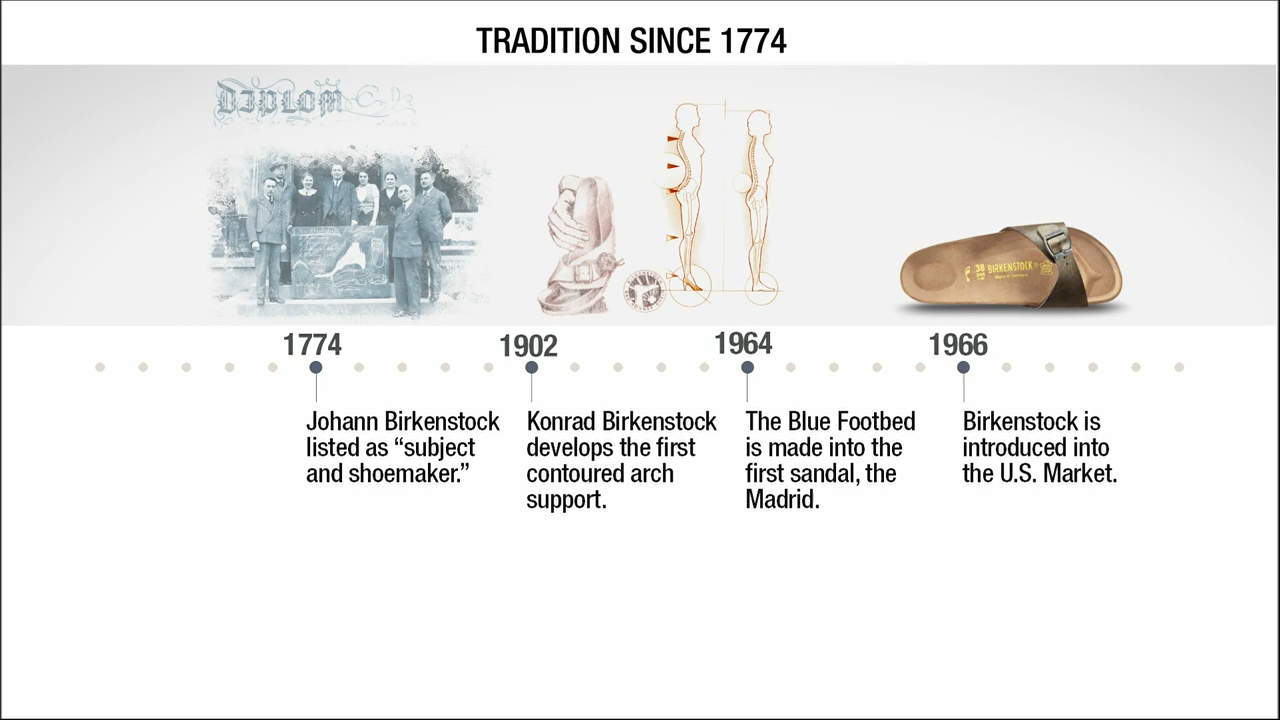 TRADITION SINCE 1774
Diplom
38
BIRKENSTOCK
1774
1902
1964
1966
Johann Birkenstock
listed as “subject
and shoemaker.”
Konrad Birkenstock
develops the first
contoured arch
support.
The Blue Footbed
is made into the
first sandal, the
Madrid.
Birkenstock is
introduced into
the U.S. Market.